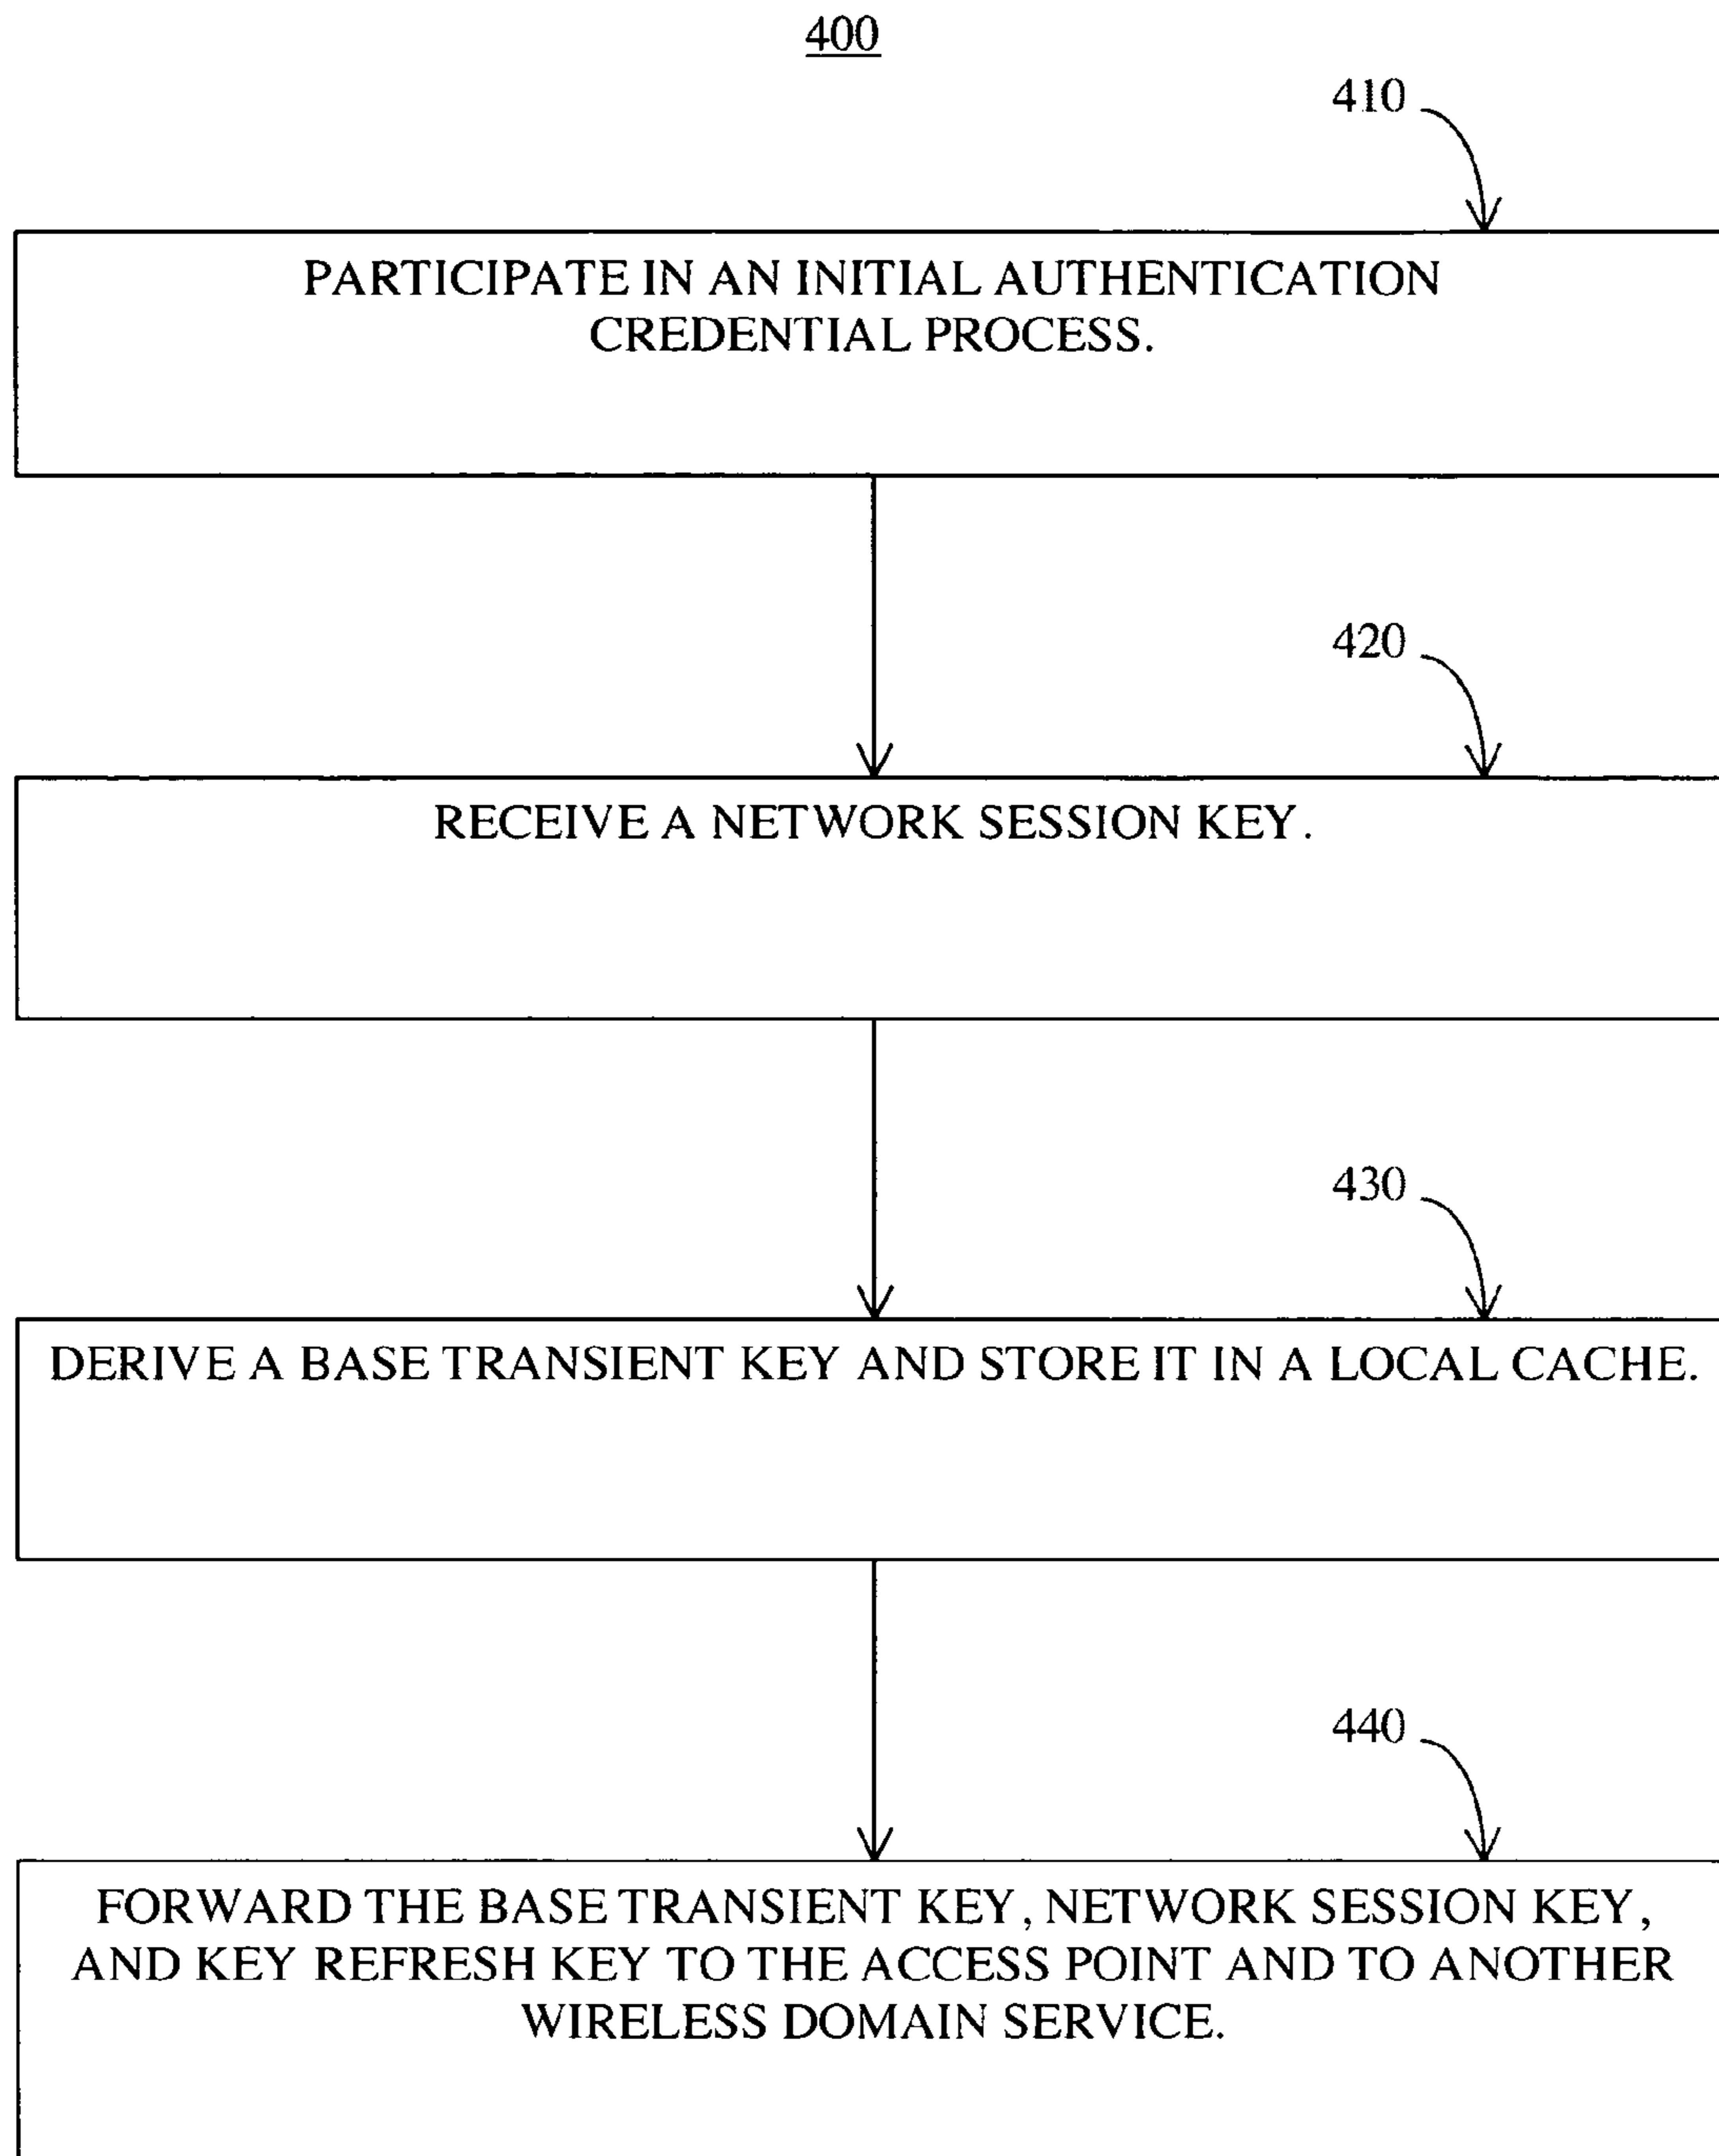 400
410
PARTICIPATE IN AN INITIAL AUTHENTICATION
CREDENTIAL PROCESS.
420
RECEIVE A NETWORK SESSION KEY.
430
DERIVE A BASE TRANSIENT KEY AND STORE IT IN A LOCAL CACHE.
440
FORWARD THE BASE TRANSIENT KEY, NETWORK SESSION KEY,
AND KEY REFRESH KEY TO THE ACCESS POINT AND TO ANOTHER
WIRELESS DOMAIN SERVICE.